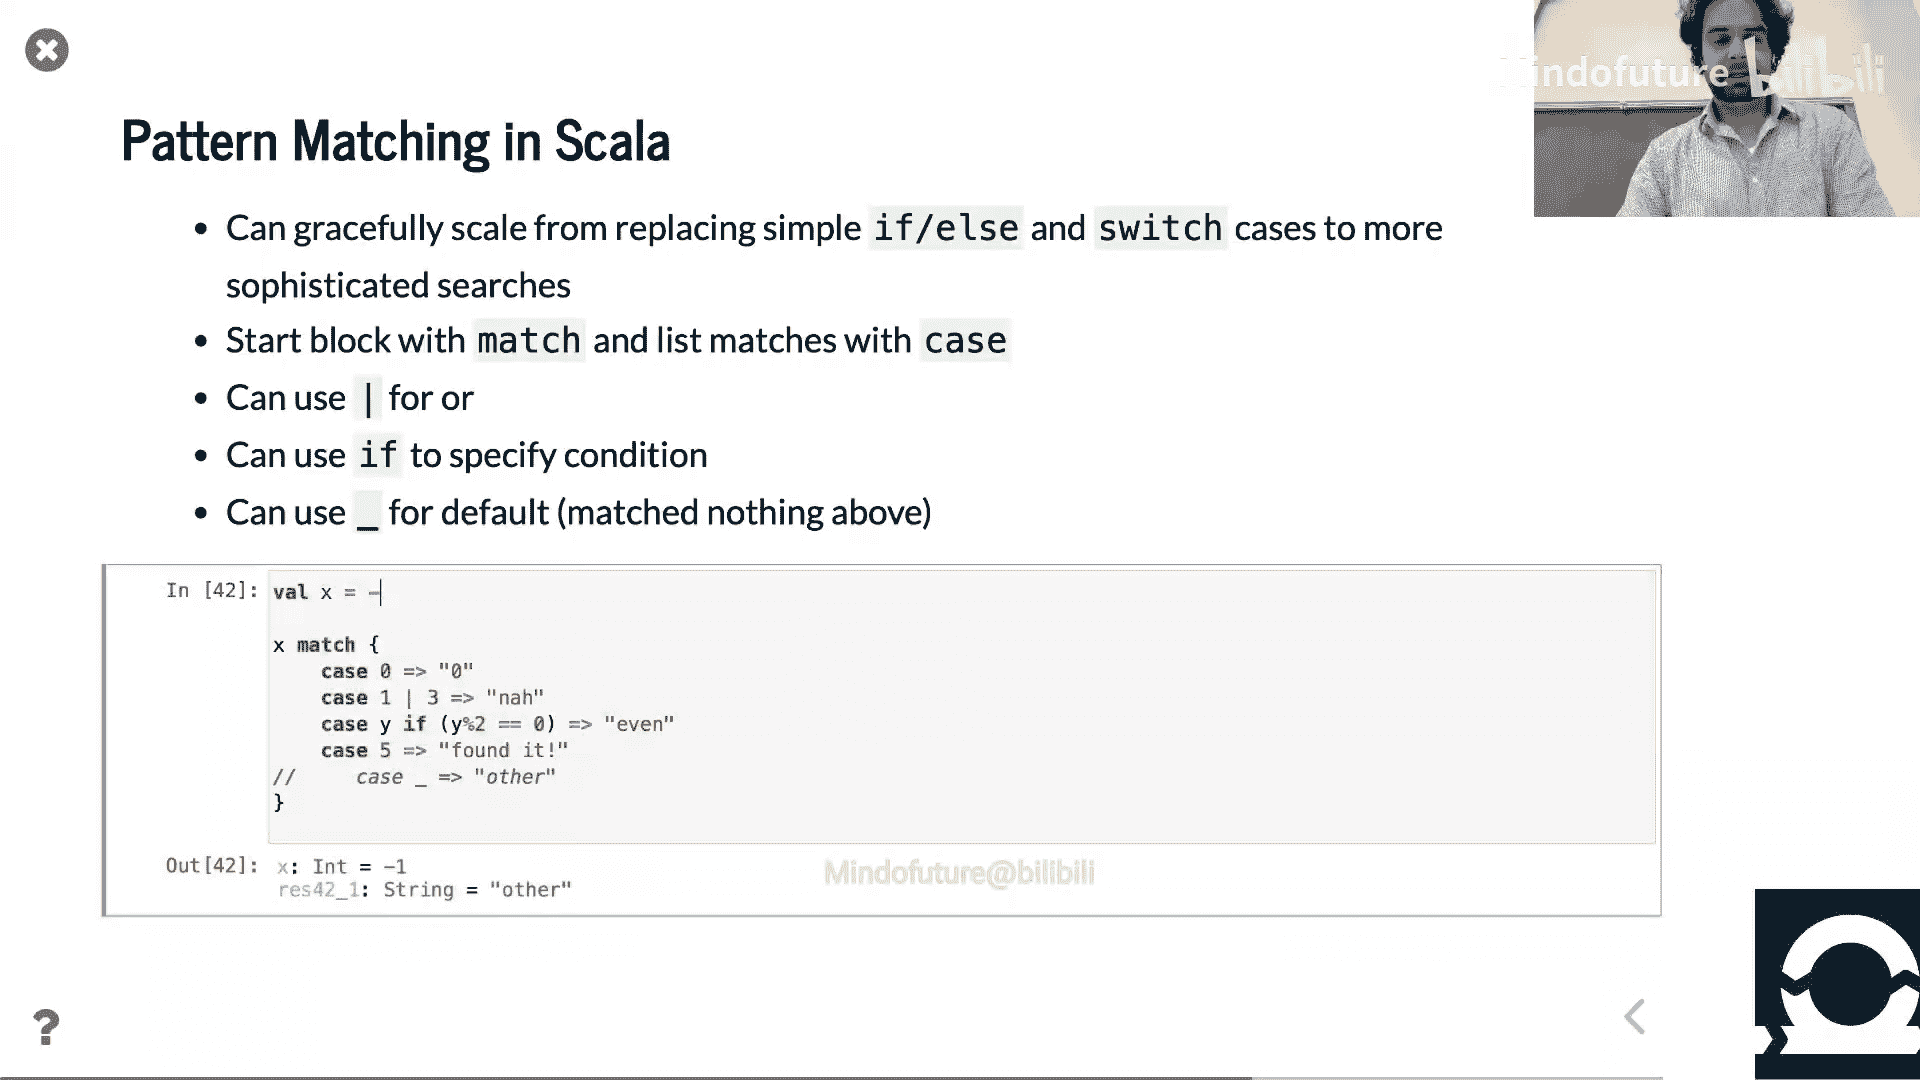 indofuture bilibili
Pattern Matching in Scala
• Can gracefully scale from replacing simple if/else and switch cases to more
sophisticated searches
• Start block with match and list matches with case
• Can use | for or
• Can use if to specify condition
• Can use _ for default (matched nothing above)
In [42]: val x = -
x match {
case 0 => "0"
case 1 | 3 => "nah"
case y if (y%2 == 0) => "even"
case 5 => "found it!"
// case _ => "other"
}
Out[42]: x: Int = -1
res42_1: String = "other"
Mindofuture@bilibili
?